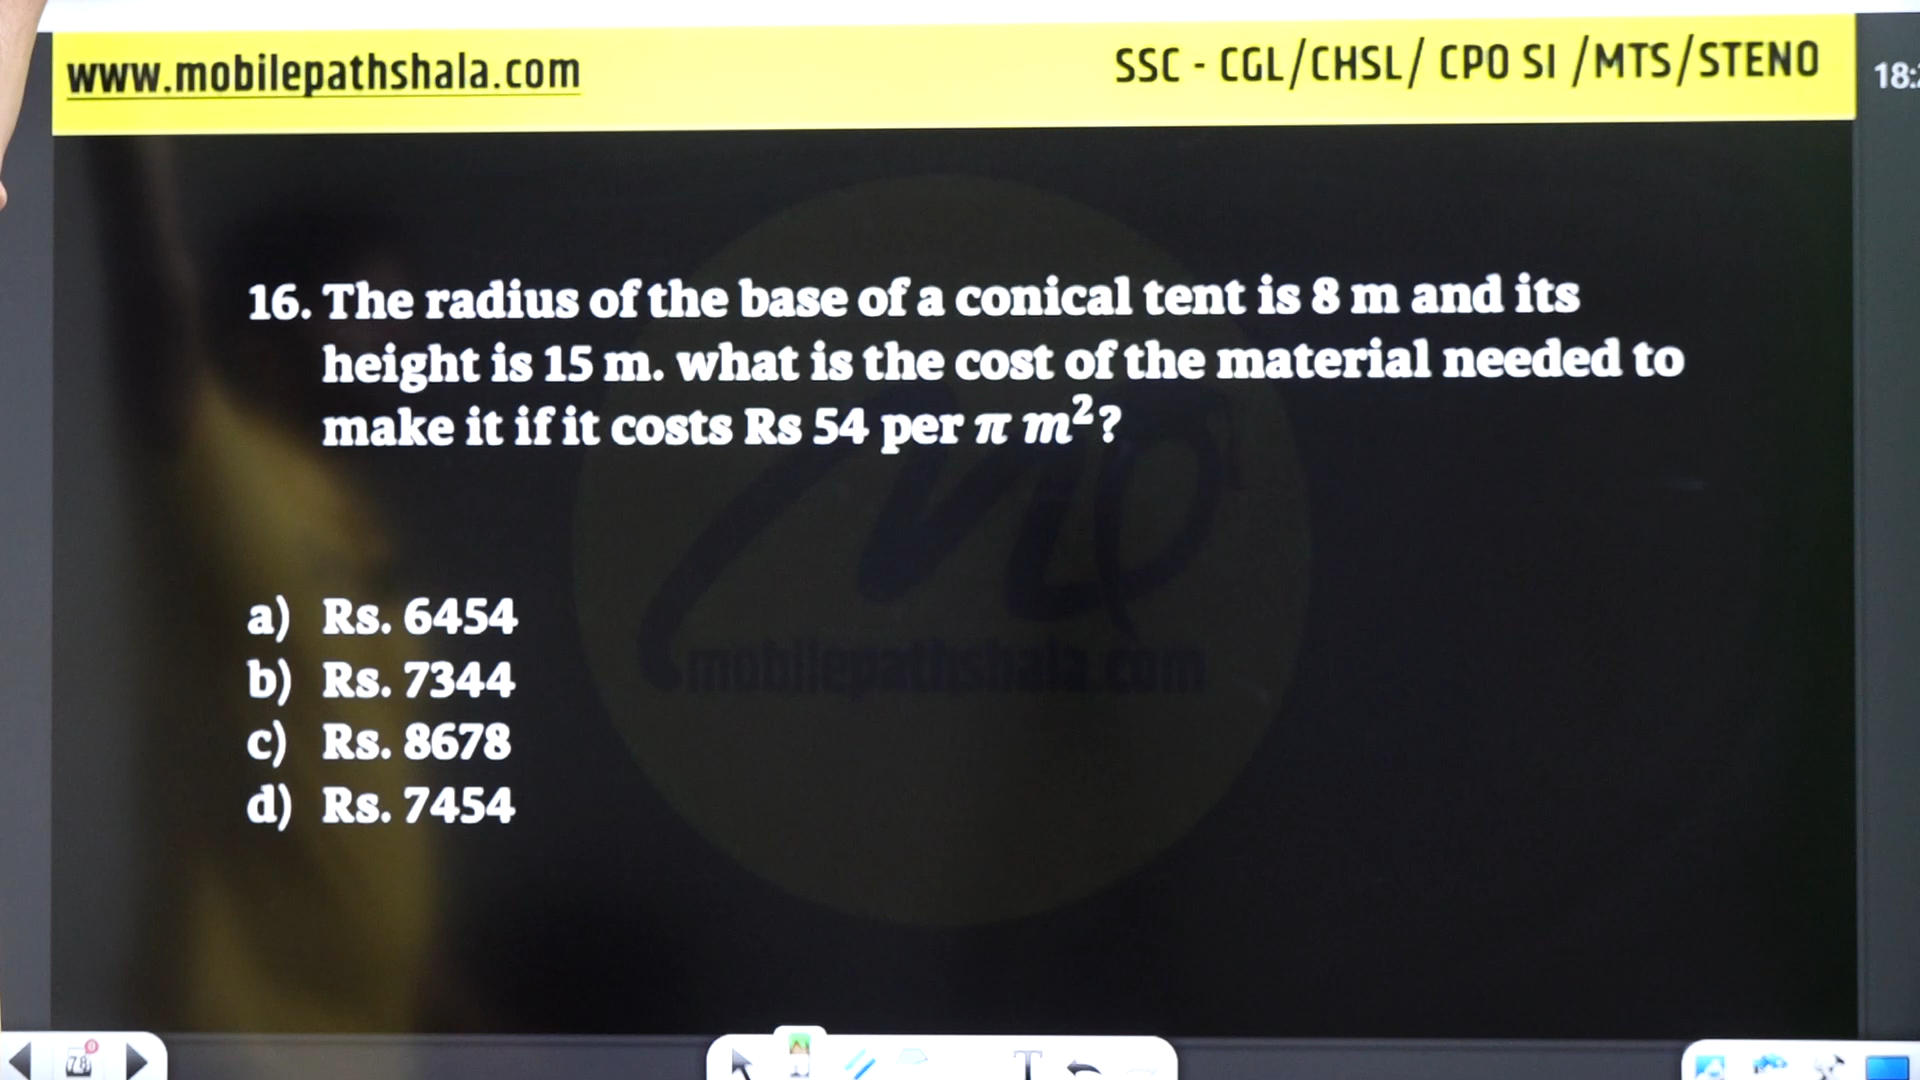 www.mobilepathshala.com
SSC - CGL/CHSL/ CPO SI /MTS/STENO
16. The radius of the base of a conical tent is 8 m and its
height is 15 m. what is the cost of the material needed to
make it if it costs Rs 54 per π m²?
a) Rs. 6454
b) Rs. 7344
c) Rs. 8678
d) Rs. 7454
mobilepathshala.com